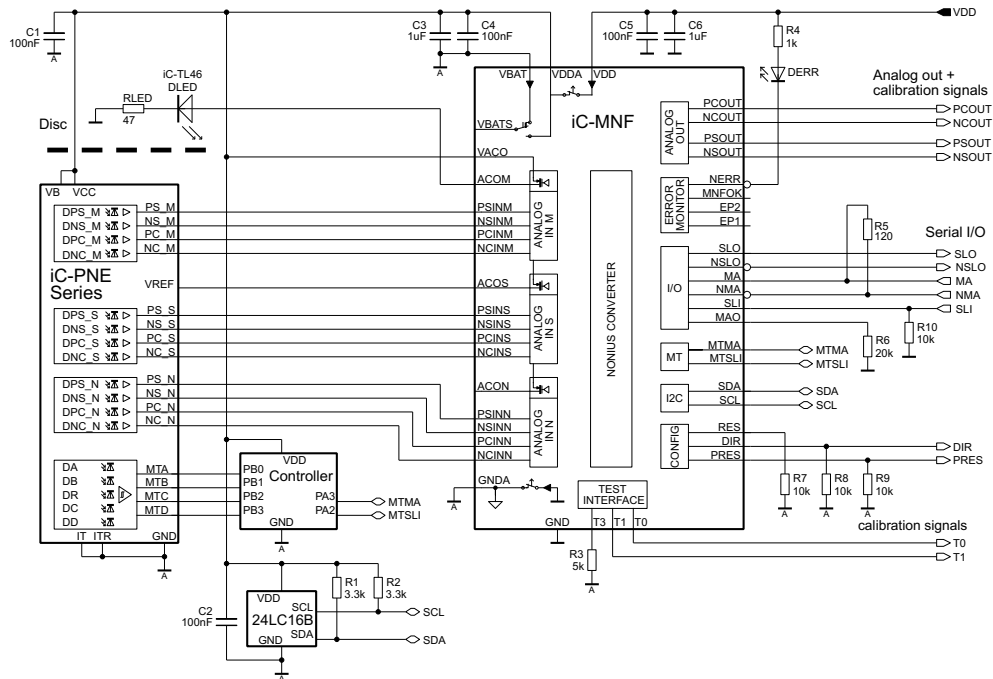 C1
100nF
A
C3
1uF
C4
100nF
A
C5
100nF
C6
1uF
A
VDD
R4
1k
DERR
iC-TL46
DLED
RLED
47
Disc
VBAT
VDDA
VDD
iC-MNF
VBATS
VACO
ACOM
PSINM
NSINM
PCINM
NCINM
ANALOG
IN M
ACOS
PSINS
NSINS
PCINS
NCINS
ANALOG
IN S
ACON
PSINN
NSINN
PCINN
NCINN
ANALOG
IN N
GNDA
A
NONIUS CONVERTER
TEST
INTERFACE
GND
A
T3
T1
T0
R3
5k
A
ANALOG
OUT
PCOUT
NCOUT
PSOUT
NSOUT
ERROR
MONITOR
NERR
MNFOK
EP2
EP1
I/O
SLO
NSLO
MA
NMA
SLI
MAO
MT
MTMA
MTSLI
I2C
SDA
SCL
CONFIG
RES
DIR
PRES
Analog out +
calibration signals
PCOUT
NCOUT
PSOUT
NSOUT
R5
120
Serial I/O
SLO
NSLO
MA
NMA
SLI
R10
10k
R6
20k
MTMA
MTSLI
SDA
SCL
DIR
PRES
R7
10k
A
R8
10k
A
R9
10k
A
calibration signals
T0
T1
VB
VCC
DPS_M
DNS_M
DPC_M
DNC_M
PS_M
NS_M
PC_M
NC_M
iC-PNE
Series
VREF
DPS_S
DNS_S
DPC_S
DNC_S
PS_S
NS_S
PC_S
NC_S
DPS_N
DNS_N
DPC_N
DNC_N
PS_N
NS_N
PC_N
NC_N
DA
DB
DR
DC
DD
MTA
MTB
MTC
MTD
IT
ITR
GND
A
VDD
Controller
PB0
PB1
PB2
PB3
PA3
PA2
GND
A
MTMA
MTSLI
C2
100nF
VDD
24LC16B
SCL
SDA
GND
A
R1
3.3k
R2
3.3k
SCL
SDA